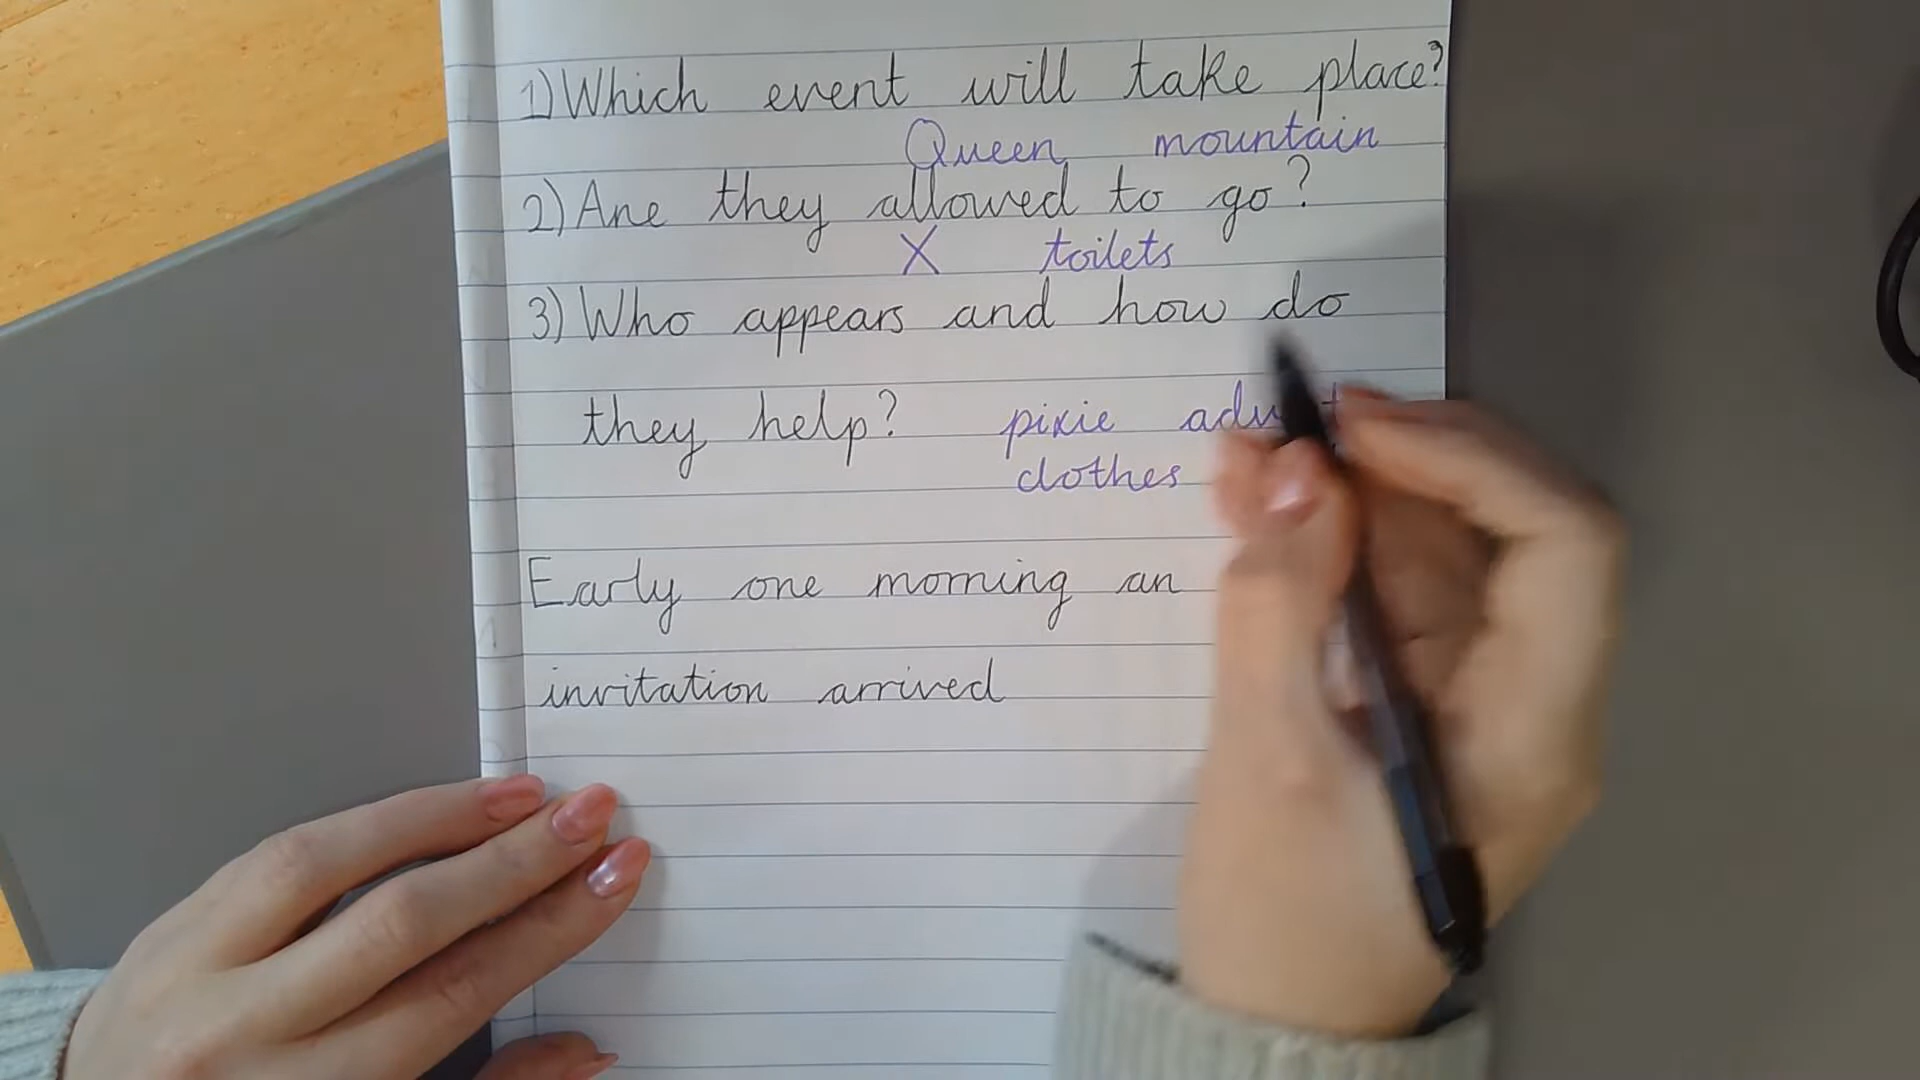 1) Which event will take place?
Queen mountain
2) Are they allowed to go?
X toilets
3) Who appears and how do
they help? pixie
clothes
Early one morning an
invitation arrived